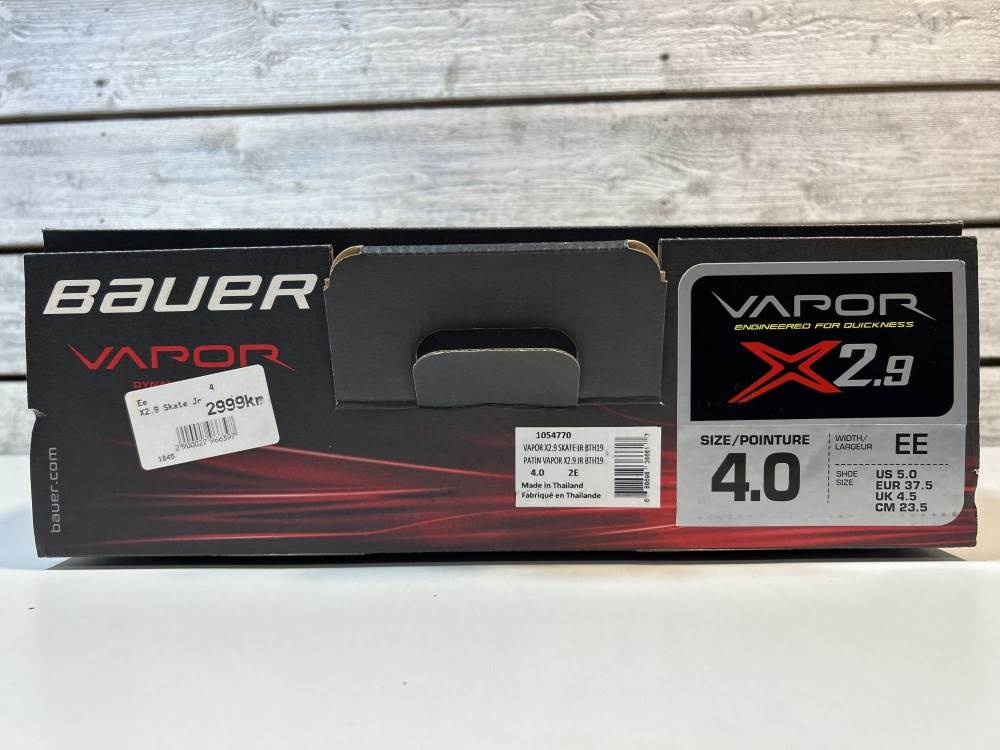 BAUER
VAPOR
Ee 4
X2.9 Skate Jr 2999kr
2900027 966597
1845
bauer.com
1054770
VAPOR X2.9 SKATE JR BTH19
PATIN VAPOR X2.9 JR BTH19
4.0 2E
Made in Thailand
Fabriqué en Thaïlande
VAPOR
ENGINEERED FOR QUICKNESS
X2.9
SIZE/POINTURE
4.0
WIDTH/
LARGEUR
EE
SHOE
SIZE
US 5.0
EUR 37.5
UK 4.5
CM 23.5